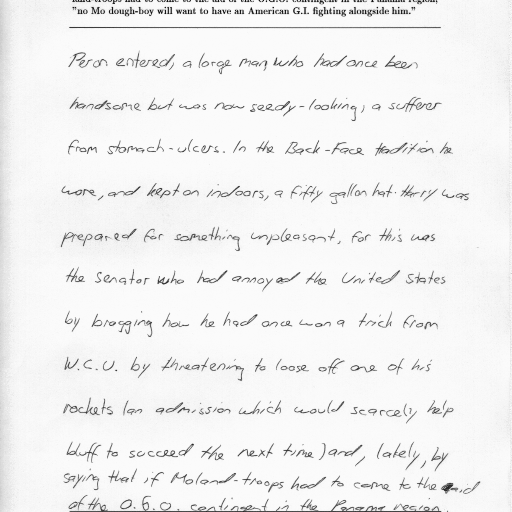 land-troops had to come to the aid of the O.G.O. contingent in the Panama region,
"no Mo dough-boy will want to have an American G.I. fighting alongside him."
Peron entered, a large man, who had once been
handsome but was now seedy-looking, a sufferer
from stomach-ulcers. In the Back-Face tradition he
wore, and kept on indoors, a fifty gallon hat. Harry was
prepared for something unpleasant, for this was
the Senator who had annoyed the United States
by bragging how he had once won a trick from
W.C.U. by threatening to loose off one of his
rockets (an admission which would scarcely help
bluff to succeed the next time) and, lately, by
saying that if Moland-troops had to come to the aid
of the O.G.O. contingent in the Panama region,